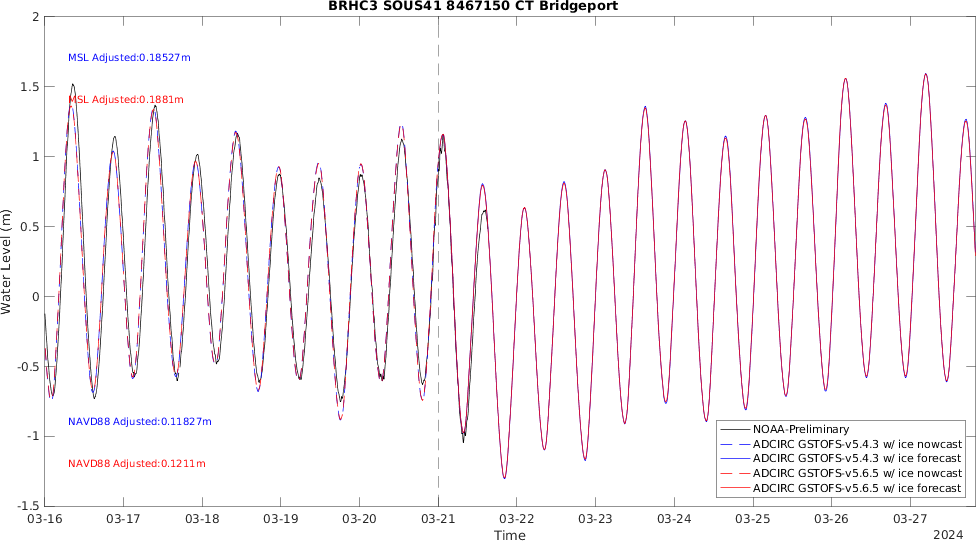 BRHC3 SOUS41 8467150 CT Bridgeport
2
1.5
1
0.5
0
-0.5
-1
-1.5
Water Level (m)
MSL Adjusted:0.18527m
MSL Adjusted:0.1881m
NAVD88 Adjusted:0.11827m
NAVD88 Adjusted:0.1211m
NOAA-Preliminary
ADCIRC GSTOFS-v5.4.3 w/ ice nowcast
ADCIRC GSTOFS-v5.4.3 w/ ice forecast
ADCIRC GSTOFS-v5.6.5 w/ ice nowcast
ADCIRC GSTOFS-v5.6.5 w/ ice forecast
03-16 03-17 03-18 03-19 03-20 03-21 03-22 03-23 03-24 03-25 03-26 03-27
Time
2024